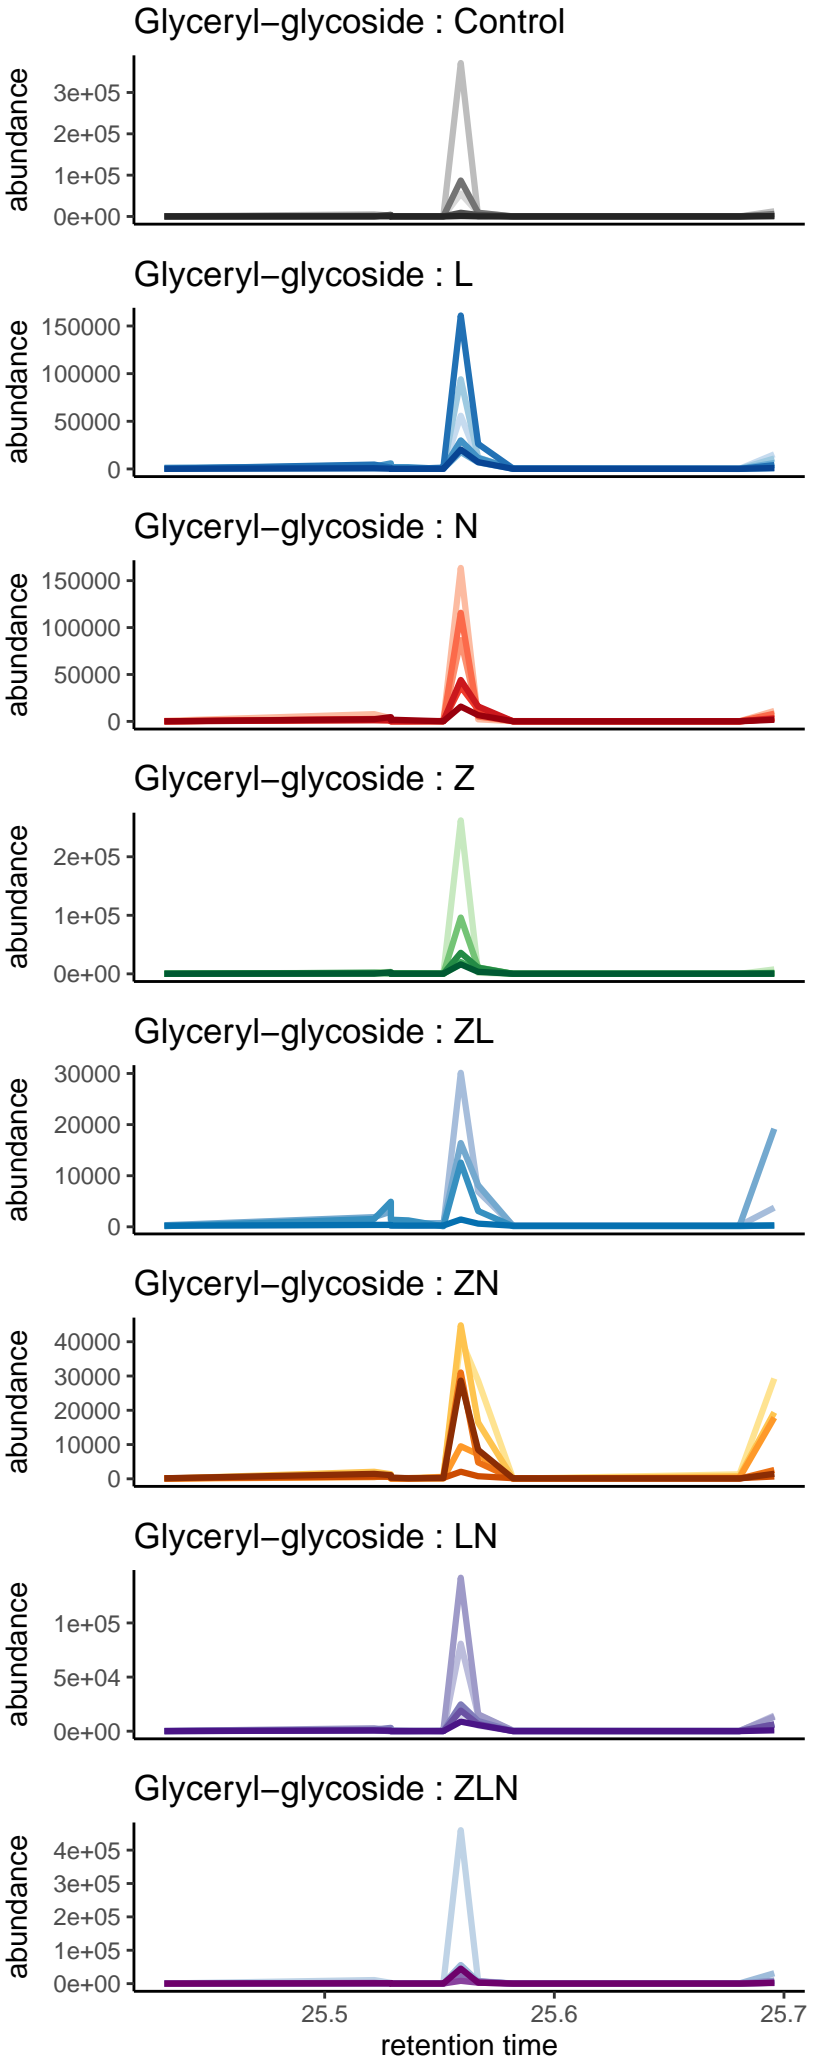 Glyceryl−glycoside : Control
abundance
3e+05
2e+05
1e+05
0e+00
Glyceryl−glycoside : L
abundance
150000
100000
50000
0
Glyceryl−glycoside : N
abundance
150000
100000
50000
0
Glyceryl−glycoside : Z
abundance
2e+05
1e+05
0e+00
Glyceryl−glycoside : ZL
abundance
30000
20000
10000
0
Glyceryl−glycoside : ZN
abundance
40000
30000
20000
10000
0
Glyceryl−glycoside : LN
abundance
1e+05
5e+04
0e+00
Glyceryl−glycoside : ZLN
abundance
4e+05
3e+05
2e+05
1e+05
0e+00
25.5 25.6 25.7
retention time